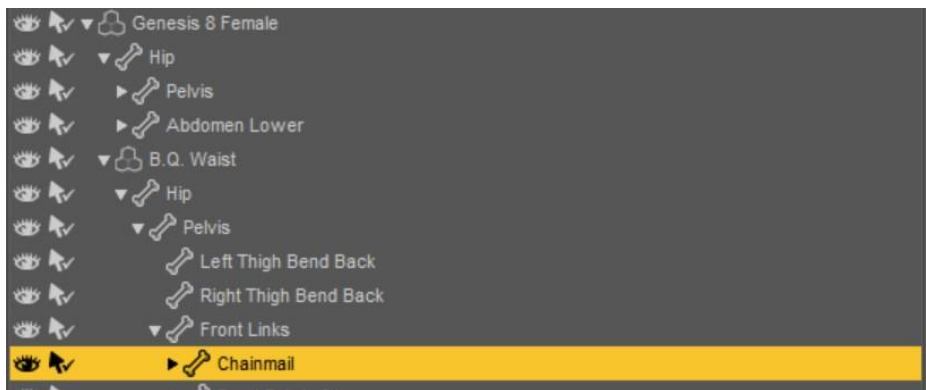 Genesis 8 Female
Hip
Pelvis
Abdomen Lower
B.Q. Waist
Hip
Pelvis
Left Thigh Bend Back
Right Thigh Bend Back
Front Links
Chainmail